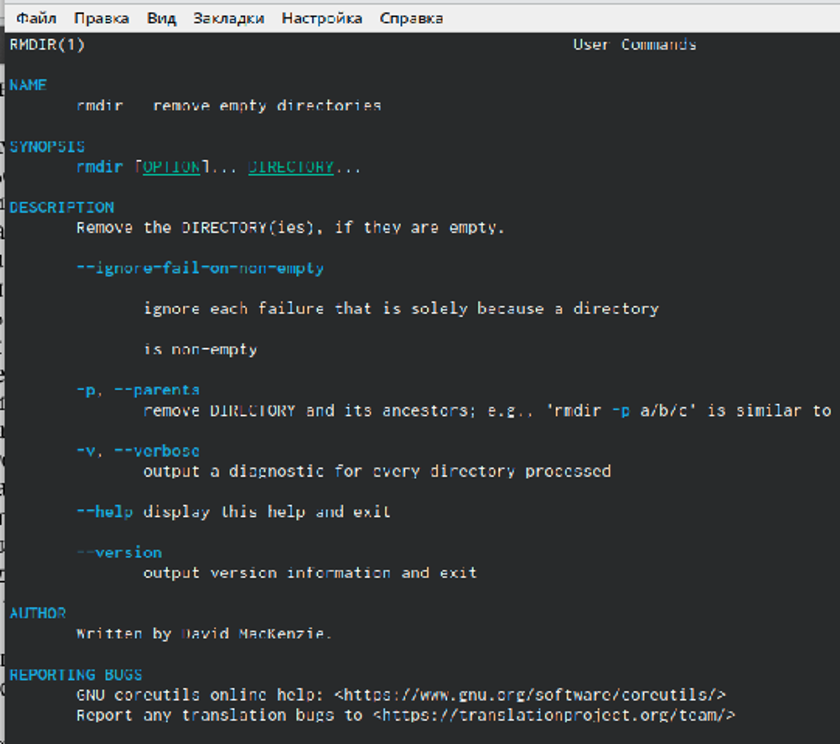 Файл Правка Вид Закладки Настройка Справка
RMDIR(1) User Commands
NAME
rmdir - remove empty directories
SYNOPSIS
rmdir [OPTION]... DIRECTORY...
DESCRIPTION
Remove the DIRECTORY(ies), if they are empty.
--ignore-fail-on-non-empty
ignore each failure that is solely because a directory
is non-empty
-p, --parents
remove DIRECTORY and its ancestors; e.g., 'rmdir -p a/b/c' is similar to
-v, --verbose
output a diagnostic for every directory processed
--help display this help and exit
--version
output version information and exit
AUTHOR
Written by David MacKenzie.
REPORTING BUGS
GNU coreutils online help: <https://www.gnu.org/software/coreutils/>
Report any translation bugs to <https://translationproject.org/team/>